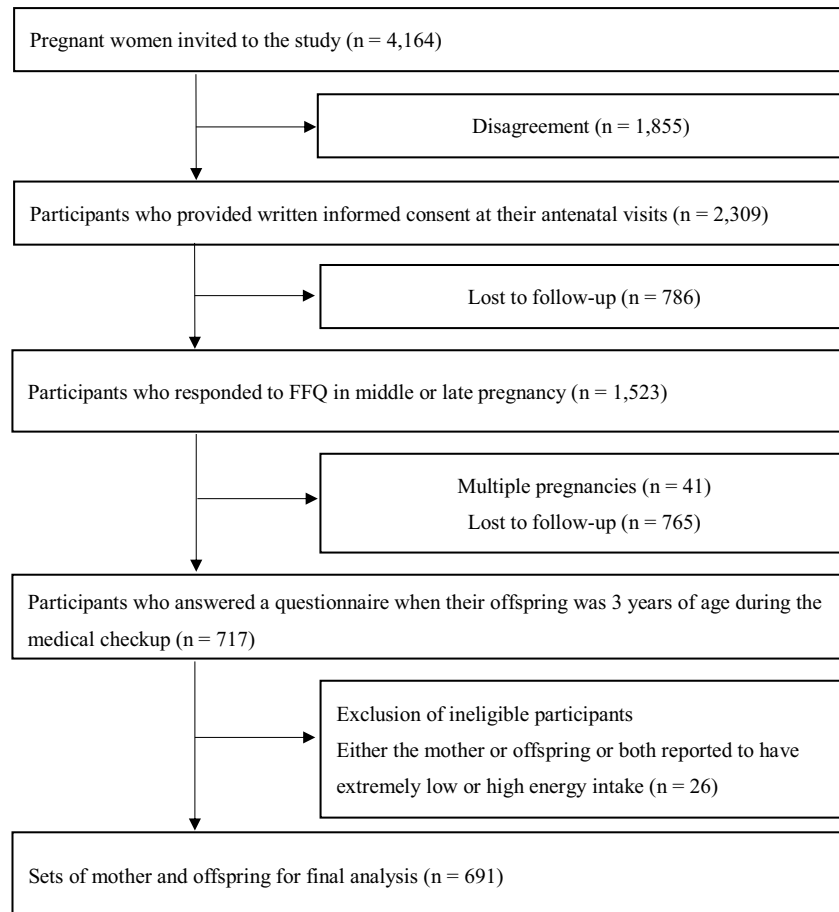 Pregnant women invited to the study (n = 4,164)
Disagreement (n = 1,855)
Participants who provided written informed consent at their antenatal visits (n = 2,309)
Lost to follow-up (n = 786)
Participants who responded to FFQ in middle or late pregnancy (n = 1,523)
Multiple pregnancies (n = 41)
Lost to follow-up (n = 765)
Participants who answered a questionnaire when their offspring was 3 years of age during the
medical checkup (n = 717)
Exclusion of ineligible participants
Either the mother or offspring or both reported to have
extremely low or high energy intake (n = 26)
Sets of mother and offspring for final analysis (n = 691)